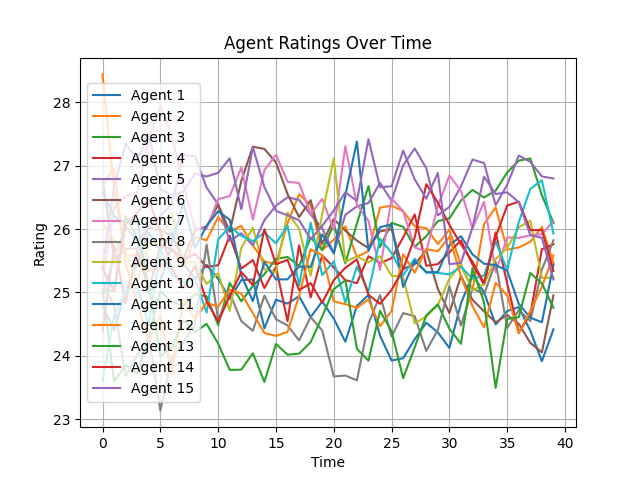 Agent Ratings Over Time
Rating
28
27
26
25
24
23
Agent 1
Agent 2
Agent 3
Agent 4
Agent 5
Agent 6
Agent 7
Agent 8
Agent 9
Agent 10
Agent 11
Agent 12
Agent 13
Agent 14
Agent 15
0 5 10 15 20 25 30 35 40
Time